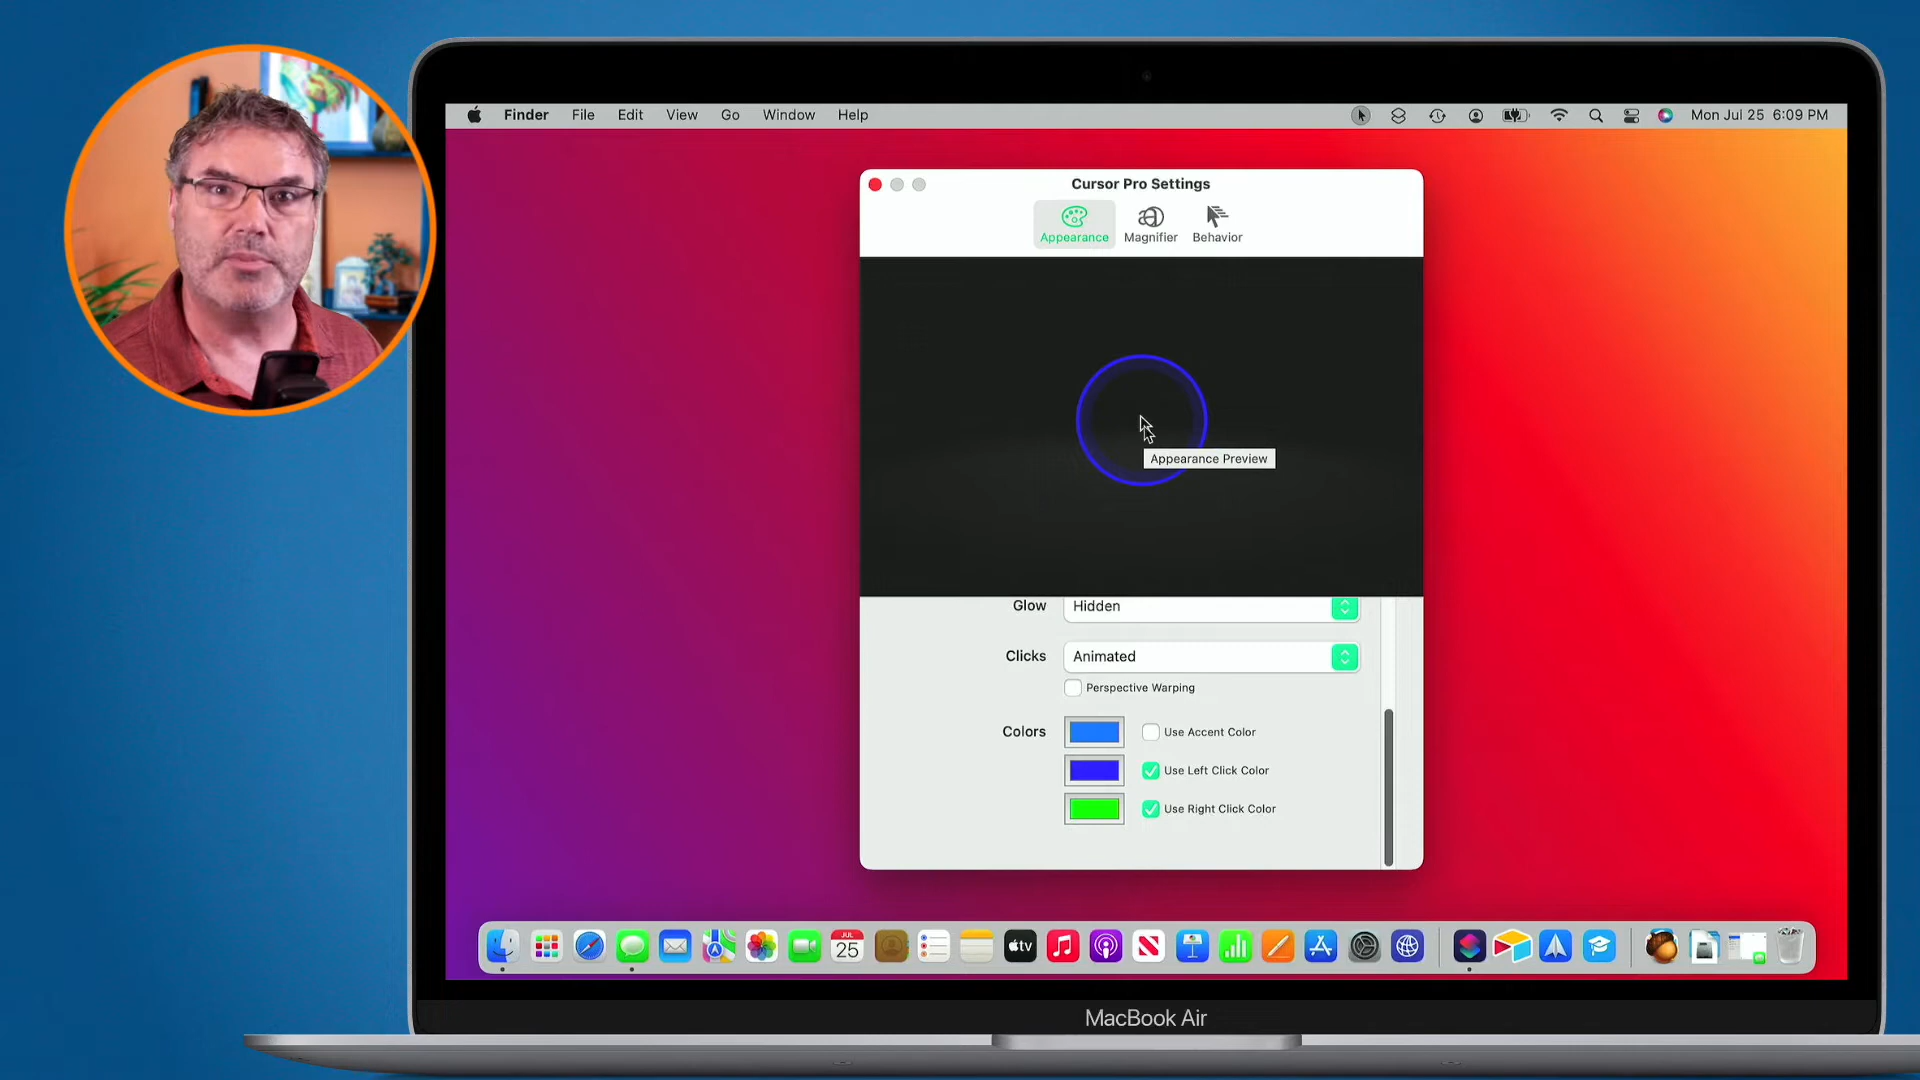 Finder File Edit View Go Window Help Mon Jul 25 6:09 PM
Cursor Pro Settings
Appearance Magnifier Behavior
Appearance Preview
Glow Hidden
Clicks Animated
Perspective Warping
Colors Use Accent Color
Use Left Click Color
Use Right Click Color
JUL
25
tv
MacBook Air